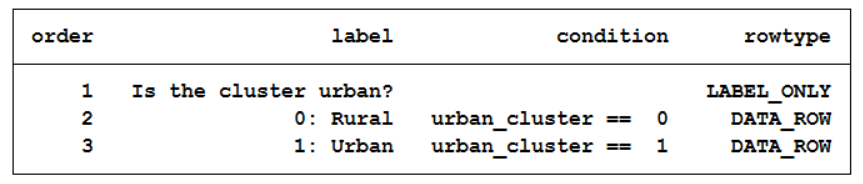 order label condition rowtype
1 Is the cluster urban? LABEL_ONLY
2 0: Rural urban_cluster == 0 DATA_ROW
3 1: Urban urban_cluster == 1 DATA_ROW